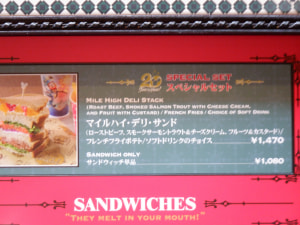 SPECIAL SET
スペシャルセット
MILE HIGH DELI STACK
(ROAST BEEF, SMOKED SALMON TROUT WITH CHEESE CREAM,
AND FRUIT WITH CUSTARD) / FRENCH FRIES / CHOICE OF SOFT DRINK
マイルハイ・デリ・サンド
(ローストビーフ、スモークサーモントラウト&チーズクリーム、フルーツ&カスタード)/
フレンチフライポテト/ソフトドリンクのチョイス ¥1,470
SANDWICH ONLY
サンドウィッチ単品 ¥1,080
SANDWICHES
"THEY MELT IN YOUR MOUTH!"